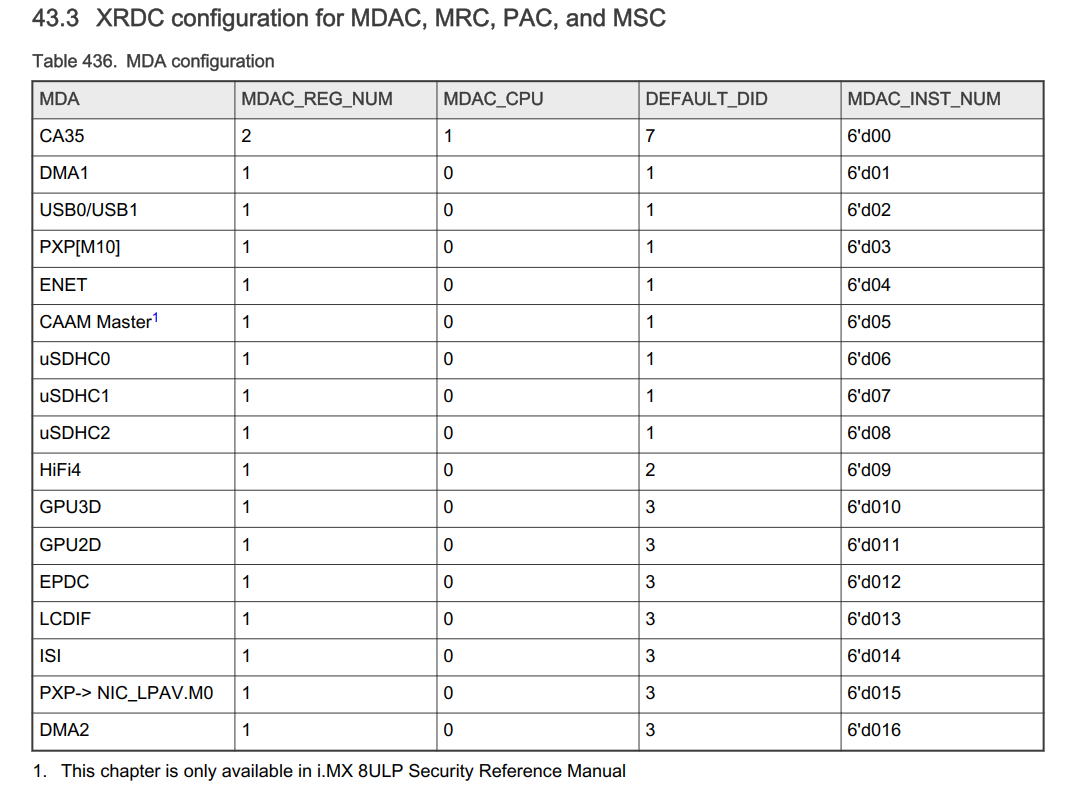 43.3 XRDC configuration for MDAC, MRC, PAC, and MSC
Table 436. MDA configuration
MDA MDAC_REG_NUM MDAC_CPU DEFAULT_DID MDAC_INST_NUM
CA35 2 1 7 6'd00
DMA1 1 0 1 6'd01
USB0/USB1 1 0 1 6'd02
PXP[M10] 1 0 1 6'd03
ENET 1 0 1 6'd04
CAAM Master1 1 0 1 6'd05
uSDHC0 1 0 1 6'd06
uSDHC1 1 0 1 6'd07
uSDHC2 1 0 1 6'd08
HiFi4 1 0 2 6'd09
GPU3D 1 0 3 6'd010
GPU2D 1 0 3 6'd011
EPDC 1 0 3 6'd012
LCDIF 1 0 3 6'd013
ISI 1 0 3 6'd014
PXP-> NIC_LPAV.M0 1 0 3 6'd015
DMA2 1 0 3 6'd016
1. This chapter is only available in i.MX 8ULP Security Reference Manual